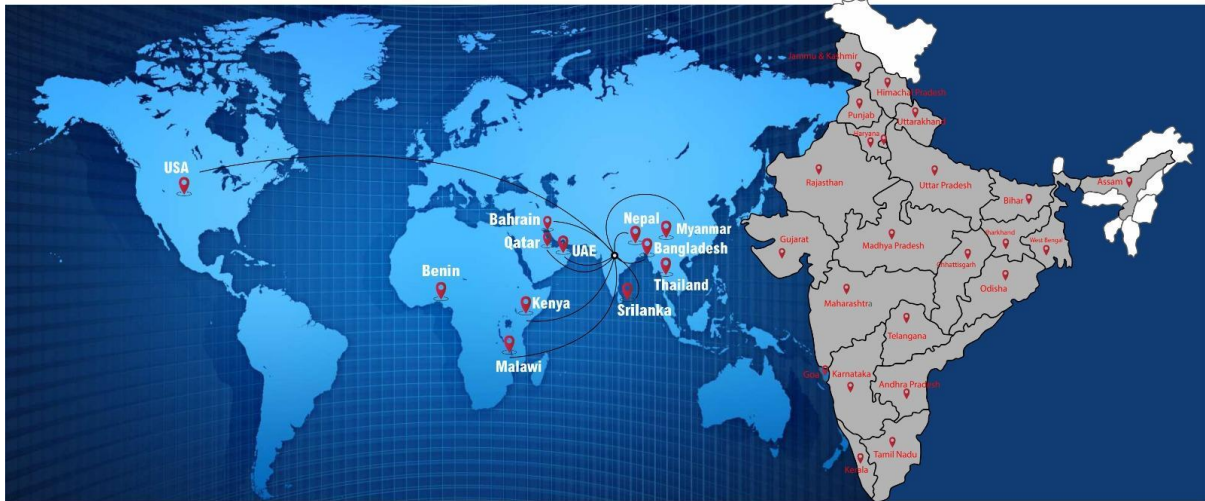 USA
Bahrain
Qatar
UAE
Nepal
Myanmar
Bangladesh
Thailand
Srilanka
Benin
Kenya
Malawi
Jammu & Kashmir
Himachal Pradesh
Punjab
Uttarakhand
Haryana
Rajasthan
Uttar Pradesh
Bihar
Assam
Gujarat
Madhya Pradesh
Jharkhand
West Bengal
Chhattisgarh
Odisha
Maharashtra
Telangana
Goa
Karnataka
Andhra Pradesh
Tamil Nadu
Kerala